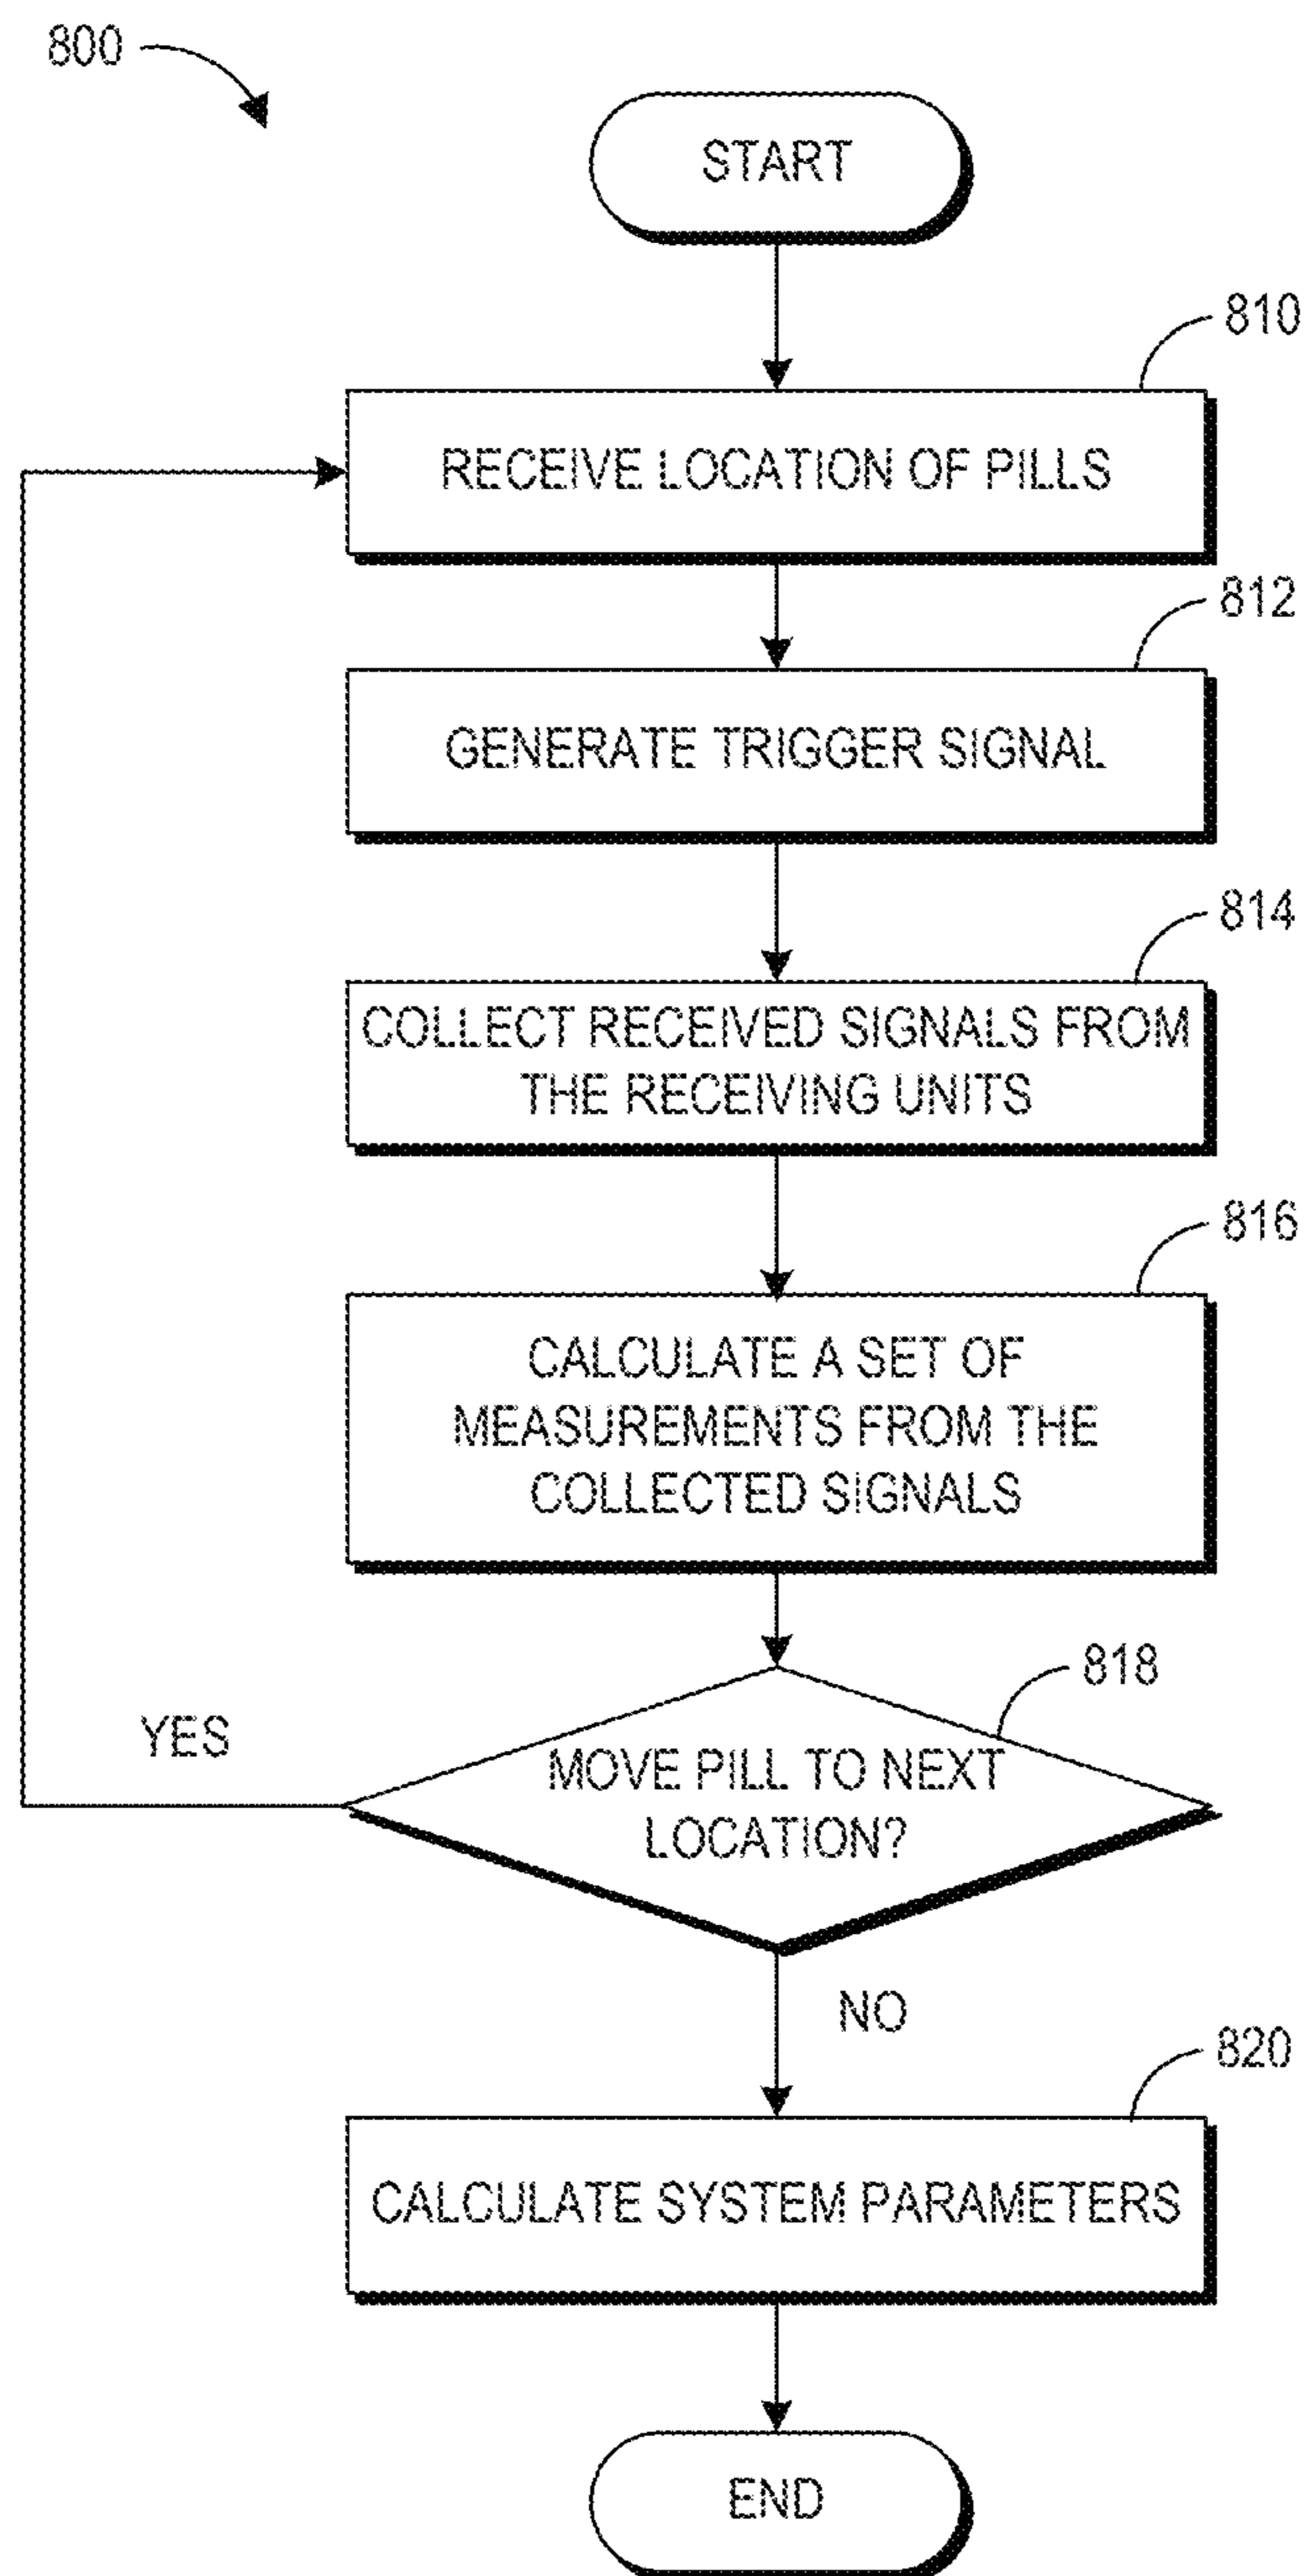 800
START
810
RECEIVE LOCATION OF PILLS
812
GENERATE TRIGGER SIGNAL
814
COLLECT RECEIVED SIGNALS FROM
THE RECEIVING UNITS
816
CALCULATE A SET OF
MEASUREMENTS FROM THE
COLLECTED SIGNALS
818
YES
MOVE PILL TO NEXT
LOCATION?
NO
820
CALCULATE SYSTEM PARAMETERS
END